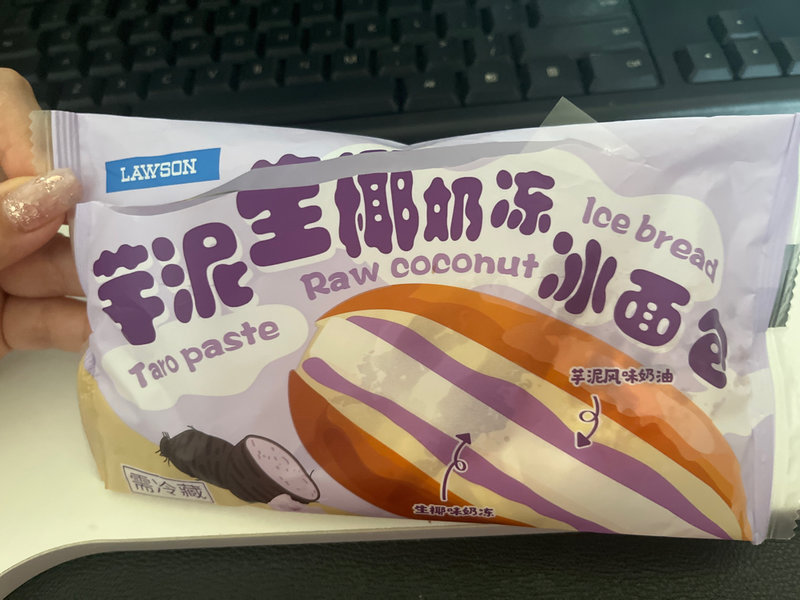 LAWSON
芋泥生椰奶冻冰面包
Taro paste
Raw coconut
Ice bread
芋泥风味奶油
生椰味奶冻
需冷藏